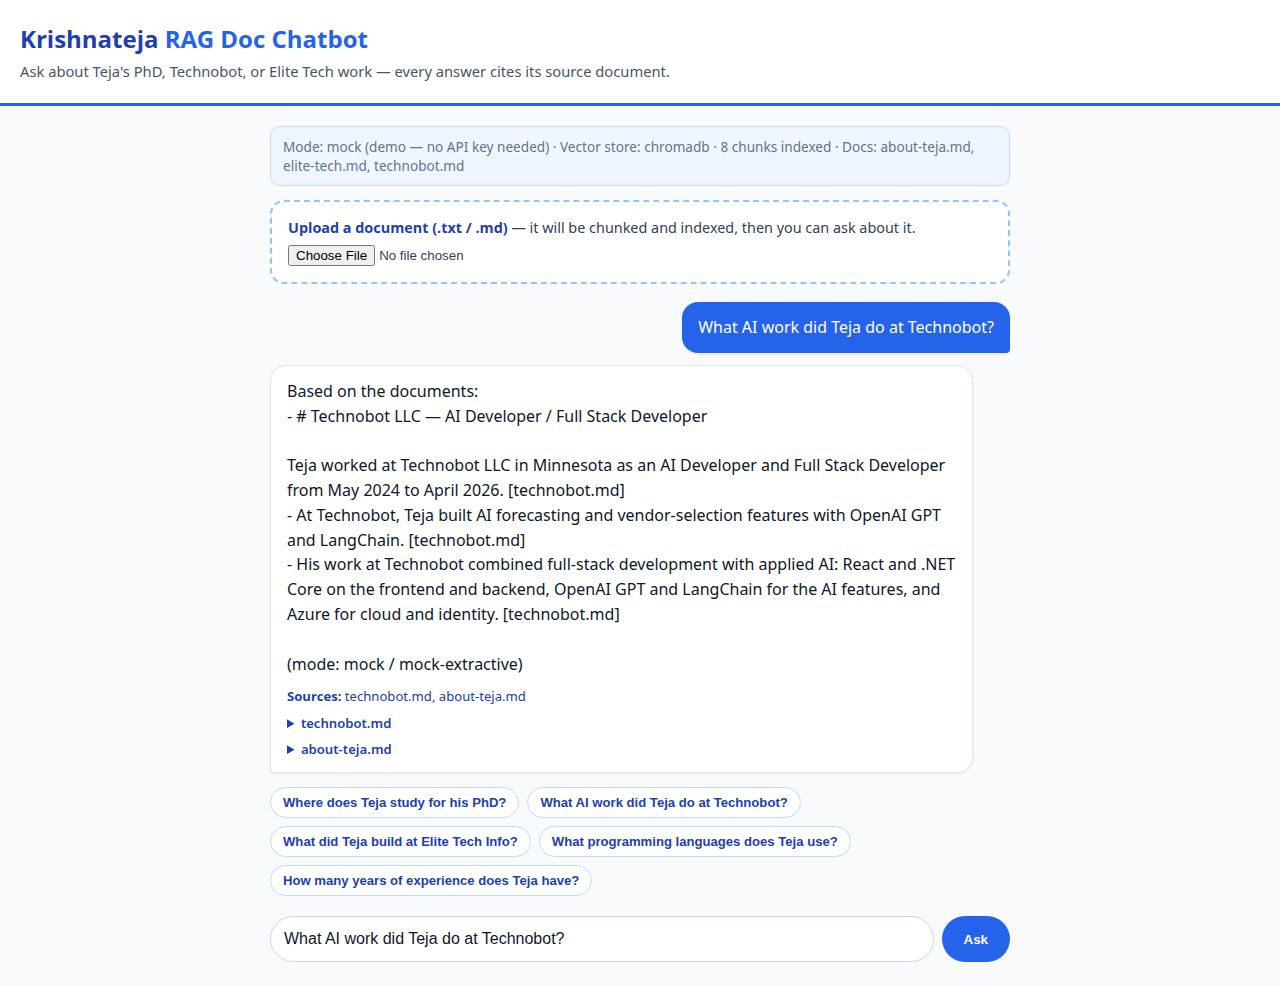 Krishnateja RAG Doc Chatbot
Ask about Teja's PhD, Technobot, or Elite Tech work — every answer cites its source document.
Mode: mock (demo — no API key needed) · Vector store: chromadb · 8 chunks indexed · Docs: about-teja.md,
elite-tech.md, technobot.md
Upload a document (.txt / .md) — it will be chunked and indexed, then you can ask about it.
Choose File No file chosen
What AI work did Teja do at Technobot?
Based on the documents:
- # Technobot LLC — AI Developer / Full Stack Developer
Teja worked at Technobot LLC in Minnesota as an AI Developer and Full Stack Developer
from May 2024 to April 2026. [technobot.md]
- At Technobot, Teja built AI forecasting and vendor-selection features with OpenAI GPT
and LangChain. [technobot.md]
- His work at Technobot combined full-stack development with applied AI: React and .NET
Core on the frontend and backend, OpenAI GPT and LangChain for the AI features, and
Azure for cloud and identity. [technobot.md]
(mode: mock / mock-extractive)
Sources: technobot.md, about-teja.md
▶ technobot.md
▶ about-teja.md
Where does Teja study for his PhD? What AI work did Teja do at Technobot?
What did Teja build at Elite Tech Info? What programming languages does Teja use?
How many years of experience does Teja have?
What AI work did Teja do at Technobot? Ask